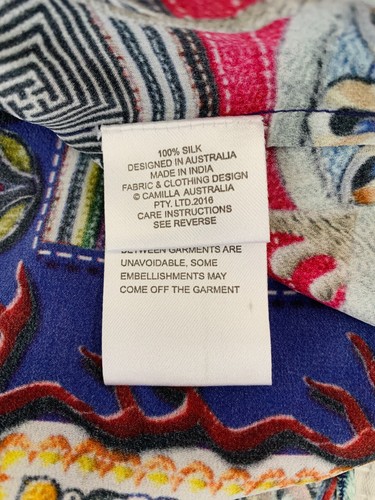 100% SILK
DESIGNED IN AUSTRALIA
MADE IN INDIA
FABRIC & CLOTHING DESIGN
© CAMILLA AUSTRALIA
PTY. LTD.2016
CARE INSTRUCTIONS
SEE REVERSE
BETWEEN GARMENTS ARE
UNAVOIDABLE, SOME
EMBELLISHMENTS MAY
COME OFF THE GARMENT